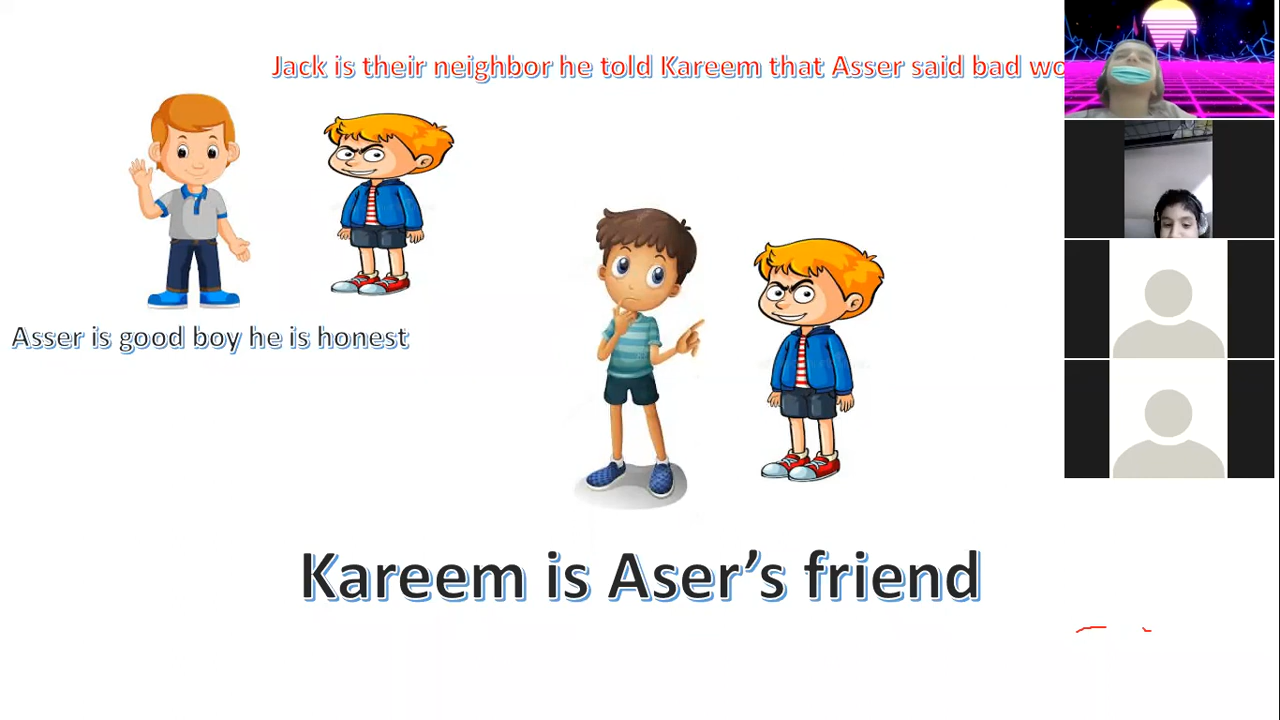 Jack is their neighbor he told Kareem that Asser said bad
Asser is good boy he is honest
Kareem is Aser’s friend